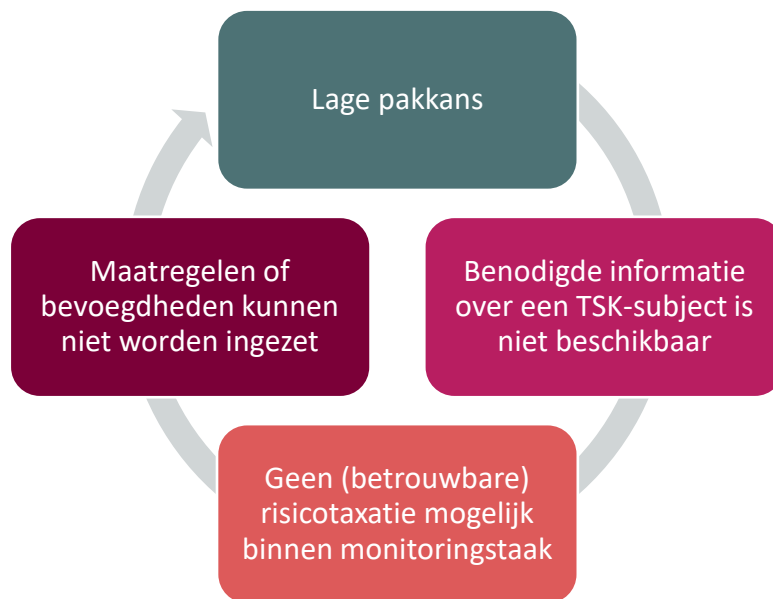 Lage pakkans
Benodigde informatie
over een TSK-subject is
niet beschikbaar
Geen (betrouwbare)
risicotaxatie mogelijk
binnen monitoringstaak
Maatregelen of
bevoegdheden kunnen
niet worden ingezet